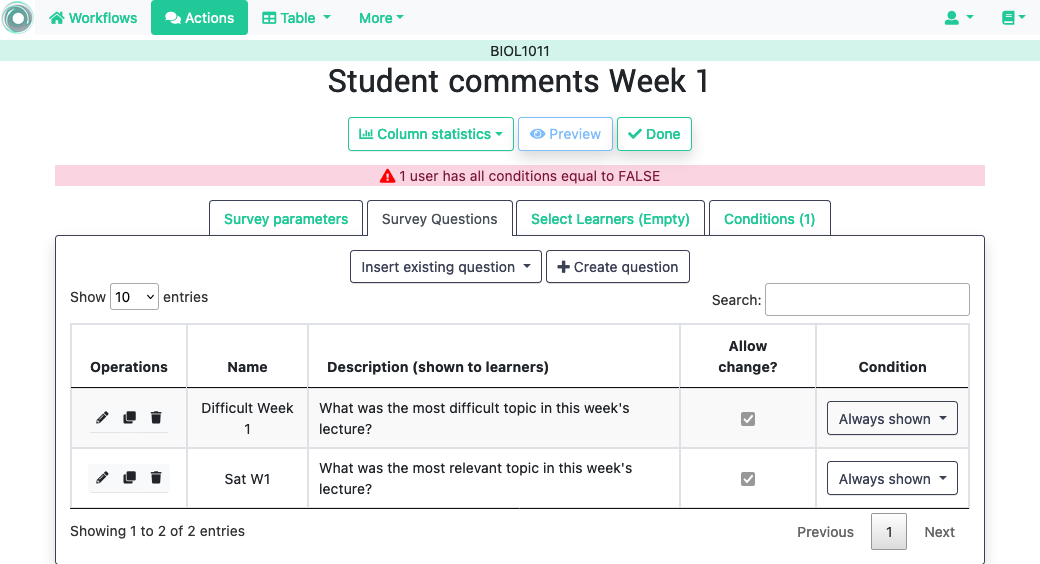 Workflows Actions Table More
BIOL1011
Student comments Week 1
Column statistics Preview Done
1 user has all conditions equal to FALSE
Survey parameters Survey Questions Select Learners (Empty) Conditions (1)
Insert existing question Create question
Show 10 entries Search:
Operations Name Description (shown to learners) Allow change? Condition
Difficult Week 1 What was the most difficult topic in this week's lecture? Always shown
Sat W1 What was the most relevant topic in this week's lecture? Always shown
Showing 1 to 2 of 2 entries Previous 1 Next